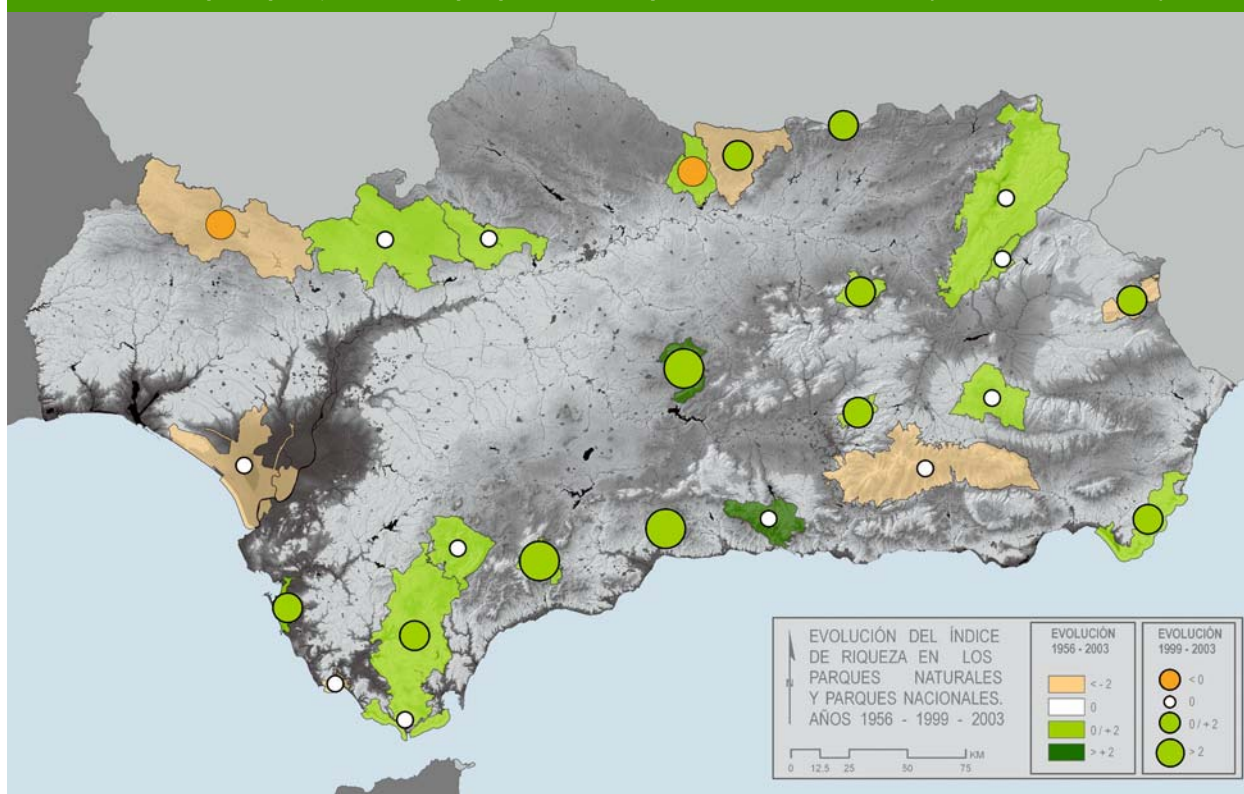 EVOLUCIÓN DEL ÍNDICE
DE RIQUEZA EN LOS
PARQUES NATURALES
Y PARQUES NACIONALES.
AÑOS 1956 - 1999 - 2003
N
0 12,5 25 50 75 KM
EVOLUCIÓN
1956 - 2003
< - 2
0
0 / + 2
> + 2
EVOLUCIÓN
1999 - 2003
< 0
0
0 / + 2
> 2